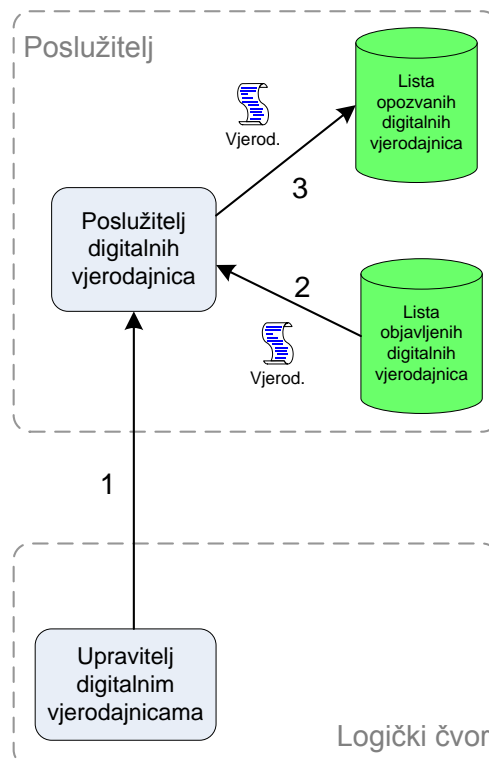 Poslužitelj
Lista
opozvanih
digitalnih
vjerodajnica
Vjerod.
3
Poslužitelj
digitalnih
vjerodajnica
2
Lista
objavljenih
digitalnih
vjerodajnica
Vjerod.
1
Upravitelj
digitalnim
vjerodajnicama
Logički čvor